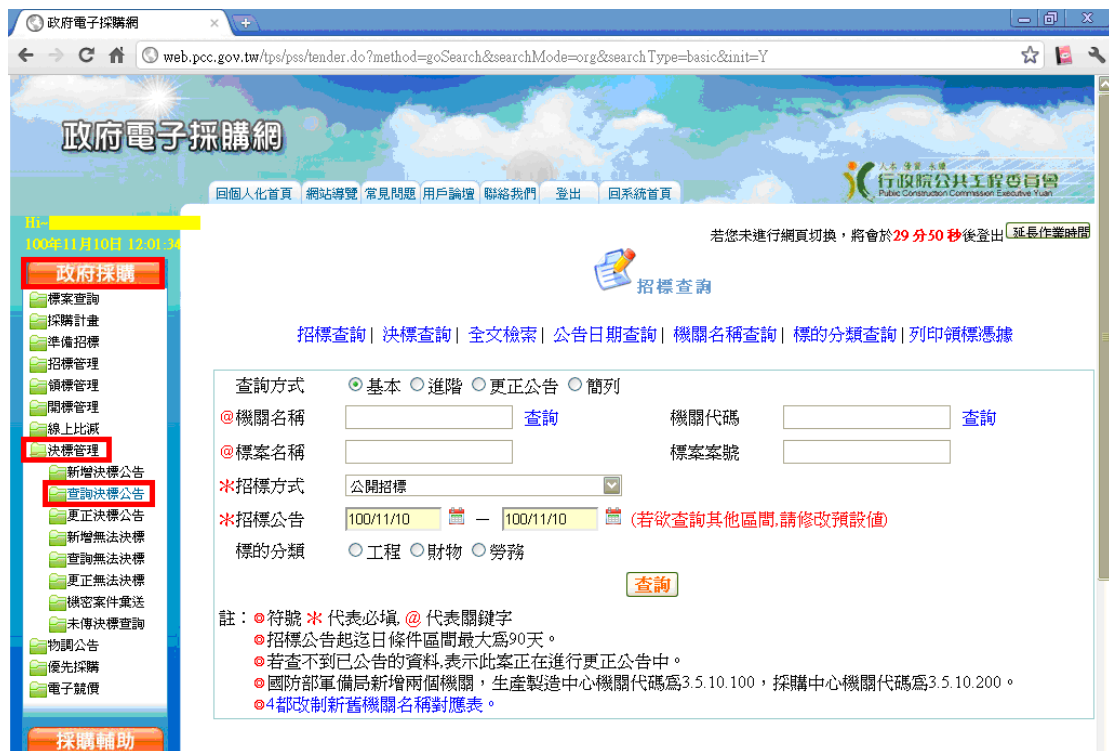 政府電子採購網
web.pcc.gov.tw/tps/pss/tender.do?method=goSearch&searchMode=org&searchType=basic&init=Y
政府電子採購網
人本 優質 永續
行政院公共工程委員會
Public Construction Commission Executive Yuan
回個人化首頁 網站導覽 常見問題 用戶論壇 聯絡我們 登出 回系統首頁
Hi-
100年11月10日 12:01:34
若您未進行網頁切換，將會於29 分50 秒後登出 延長作業時間
政府採購
標案查詢
採購計畫
準備招標
招標管理
領標管理
開標管理
線上比減
決標管理
新增決標公告
查詢決標公告
更正決標公告
新增無法決標
查詢無法決標
更正無法決標
機密案件彙送
未傳決標查詢
物調公告
優先採購
電子競價
採購輔助
招標查詢
招標查詢| 決標查詢| 全文檢索| 公告日期查詢| 機關名稱查詢| 標的分類查詢| 列印領標憑據
查詢方式 基本 進階 更正公告 簡列
@機關名稱 查詢 機關代碼 查詢
@標案名稱 標案案號
※招標方式 公開招標
※招標公告 100/11/10 — 100/11/10 (若欲查詢其他區間,請修改預設值)
標的分類 工程 財物 勞務
查詢
註：◎符號 ※ 代表必填, @ 代表關鍵字
◎招標公告起迄日條件區間最大為90天。
◎若查不到已公告的資料,表示此案正在進行更正公告中。
◎國防部軍備局新增兩個機關，生產製造中心機關代碼為3.5.10.100，採購中心機關代碼為3.5.10.200。
◎4都改制新舊機關名稱對應表。